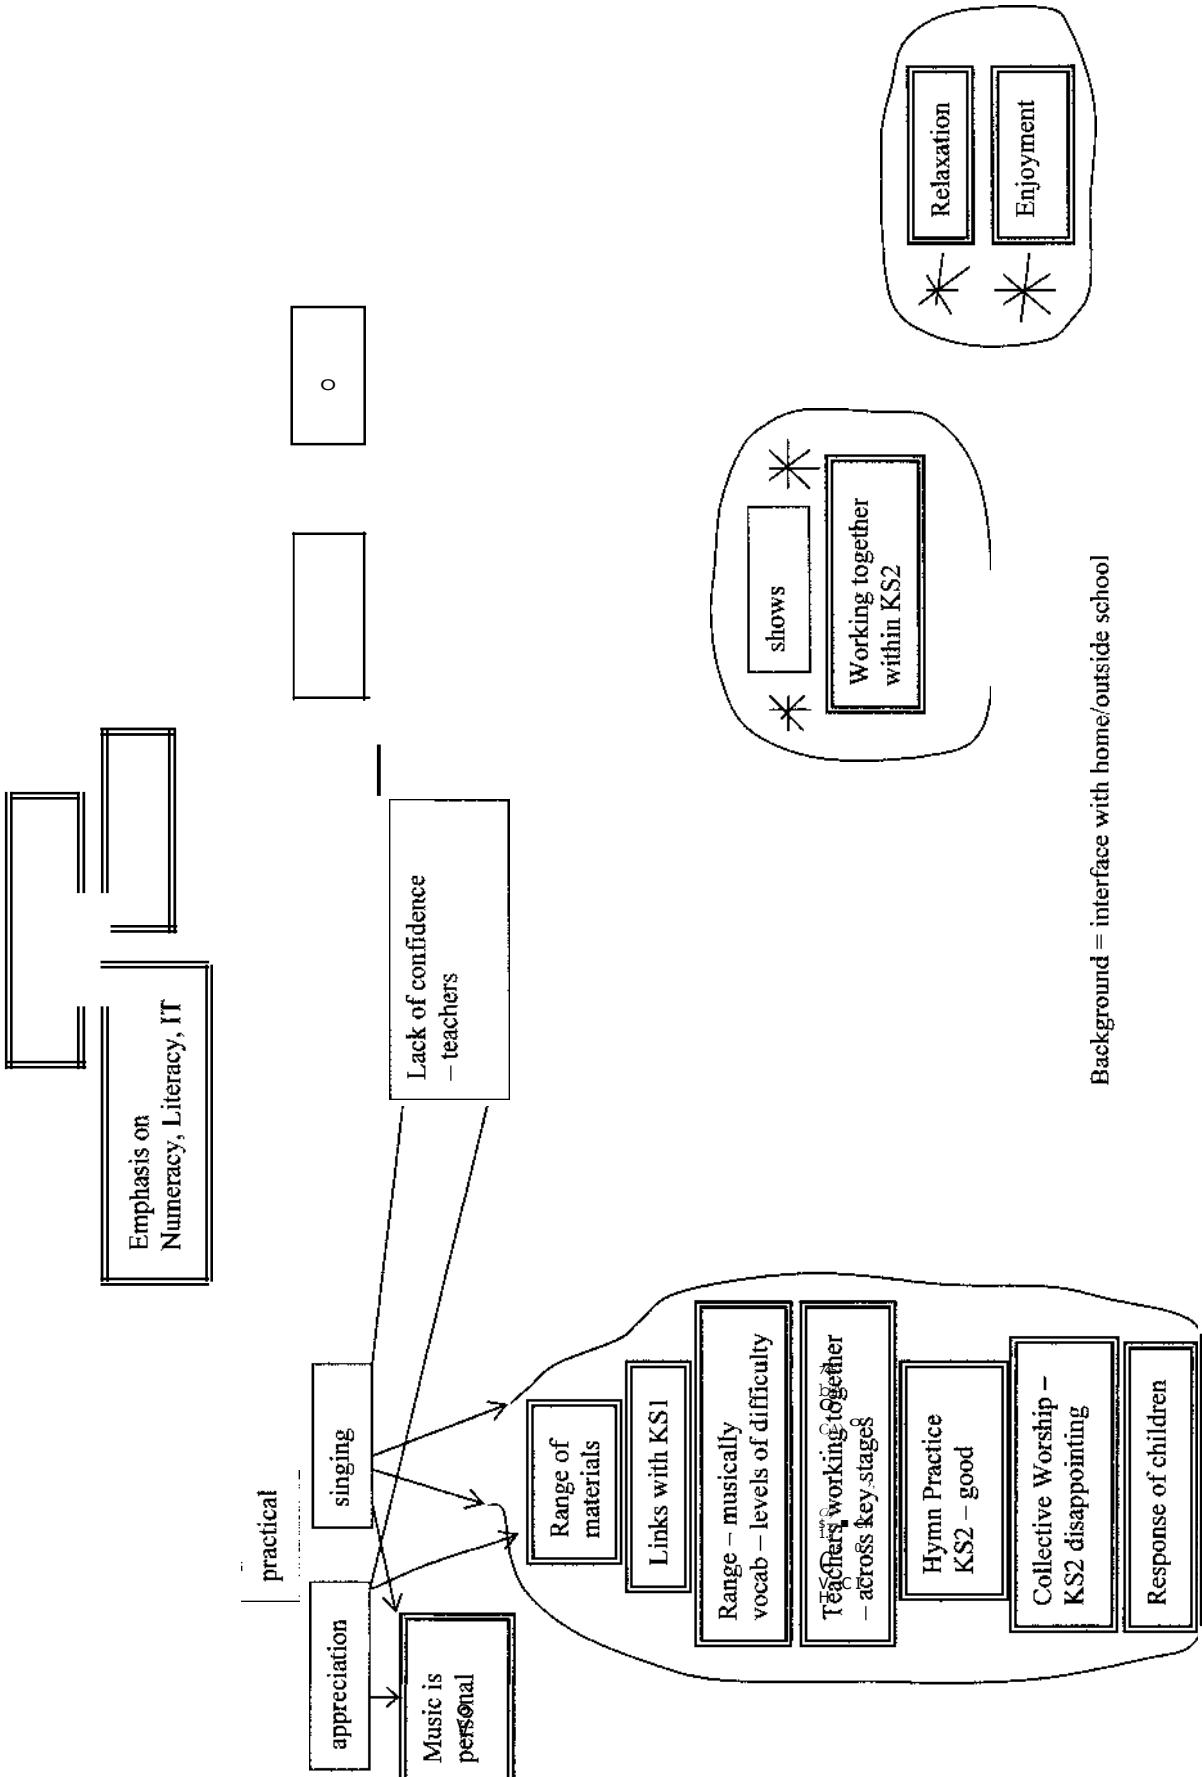 Emphasis on
Numeracy, Literacy, IT
practical
appreciation
singing
O
Music is
personal
Lack of confidence
– teachers
Range of
materials
Links with KS1
Range – musically
vocab – levels of difficulty
Teachers working together
– across key stages
Hymn Practice
KS2 – good
Collective Worship –
KS2 disappointing
Response of children
shows
Working together
within KS2
Relaxation
Enjoyment
Background = interface with home/outside school